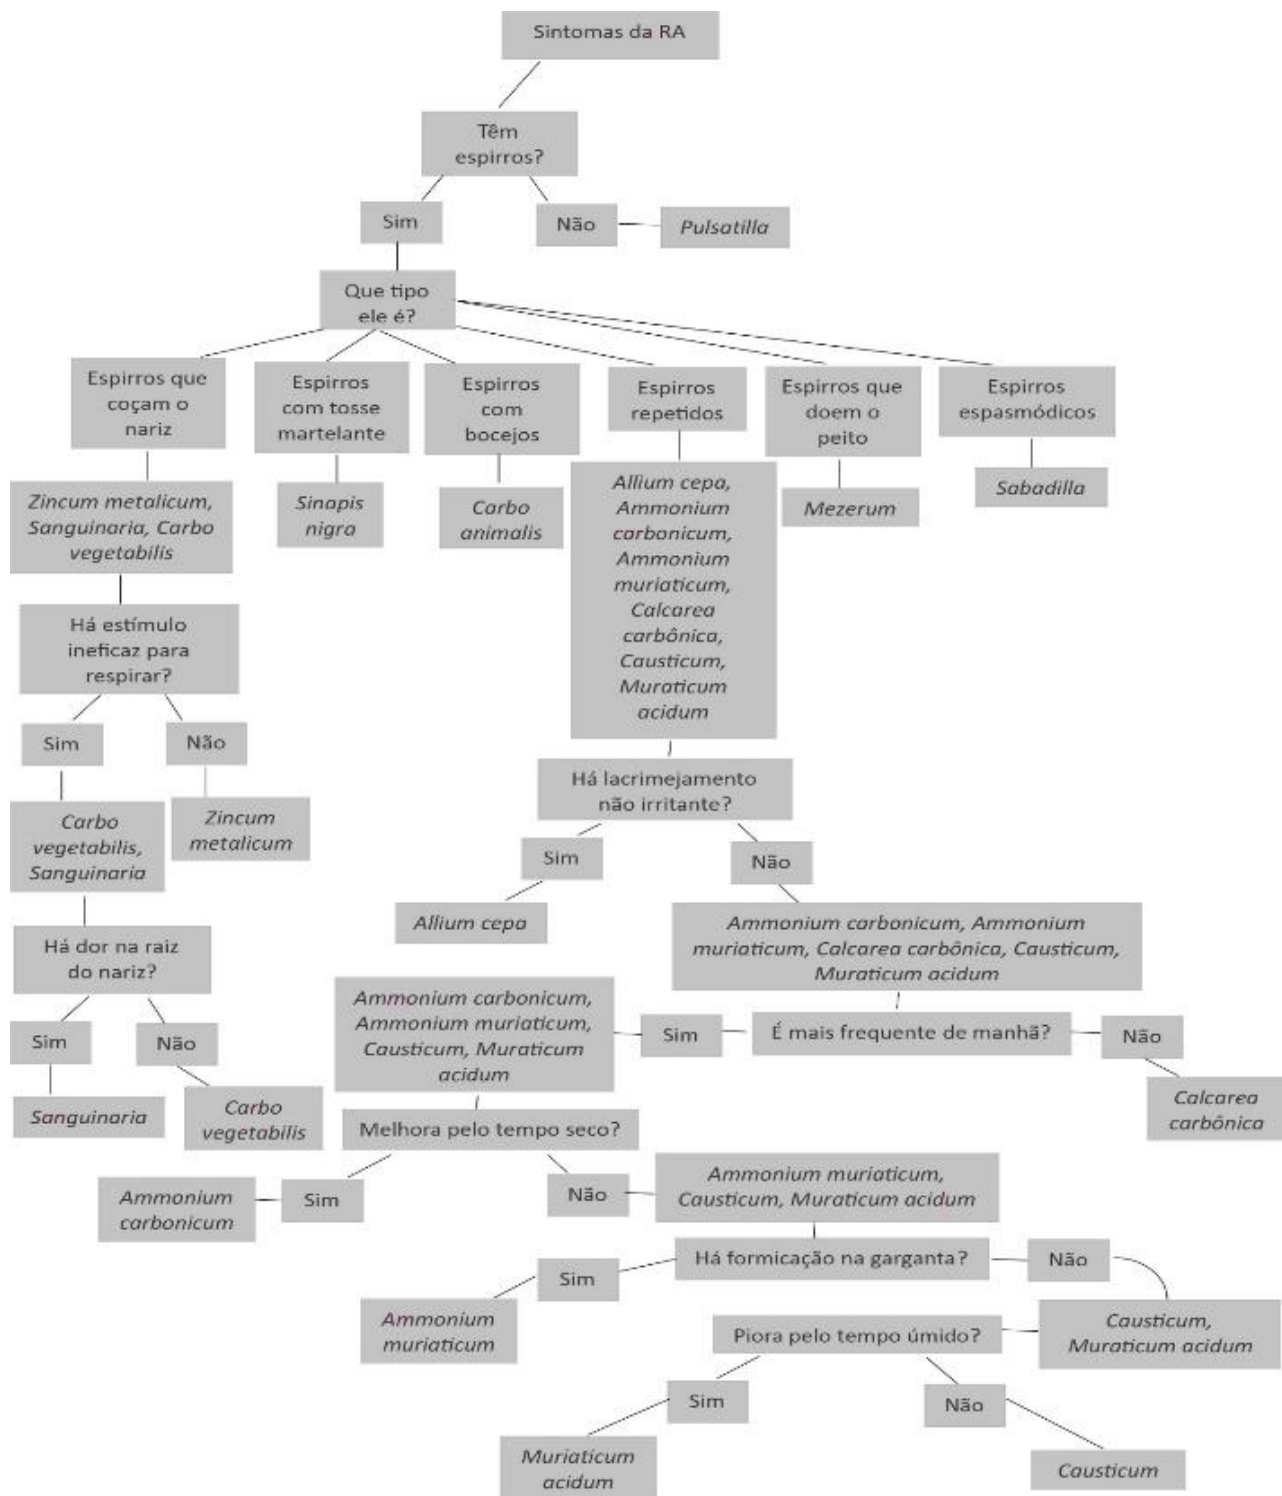 Sintomas da RA
Têm
espirros?
Sim
Não
Pulsatilla
Que tipo
ele é?
Espirros que
coçam o
nariz
Espirros
com tosse
martelante
Espirros
com
bocejos
Espirros
repetidos
Espirros que
doem o
peito
Espirros
espasmódicos
Zincum metalicum,
Sanguinaria, Carbo
vegetabilis
Sinapis
nigra
Carbo
animalis
Allium cepa,
Ammonium
carbonicum,
Ammonium
muriaticum,
Calcarea
carbônica,
Causticum,
Muraticum
acidum
Mezerum
Sabadilla
Há estímulo
ineficaz para
respirar?
Sim
Não
Carbo
vegetabilis,
Sanguinaria
Zincum
metalicum
Há dor na raiz
do nariz?
Sim
Não
Sanguinaria
Carbo
vegetabilis
Há lacrimejamento
não irritante?
Sim
Não
Allium cepa
Ammonium carbonicum, Ammonium
muriaticum, Calcarea carbônica, Causticum,
Muraticum acidum
É mais frequente de manhã?
Sim
Não
Ammonium carbonicum,
Ammonium muriaticum,
Causticum, Muraticum
acidum
Calcarea
carbônica
Melhora pelo tempo seco?
Sim
Não
Ammonium
carbonicum
Ammonium muriaticum,
Causticum, Muraticum acidum
Há formicação na garganta?
Sim
Não
Ammonium
muriaticum
Causticum,
Muraticum acidum
Piora pelo tempo úmido?
Sim
Não
Muriaticum
acidum
Causticum